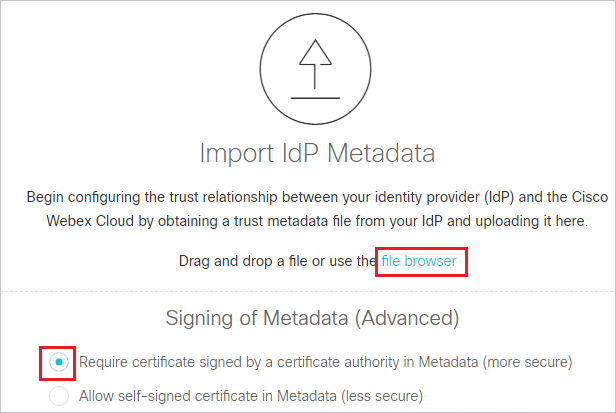 Import IdP Metadata
Begin configuring the trust relationship between your identity provider (IdP) and the Cisco
Webex Cloud by obtaining a trust metadata file from your IdP and uploading it here.
Drag and drop a file or use the file browser
Signing of Metadata (Advanced)
Require certificate signed by a certificate authority in Metadata (more secure)
Allow self-signed certificate in Metadata (less secure)